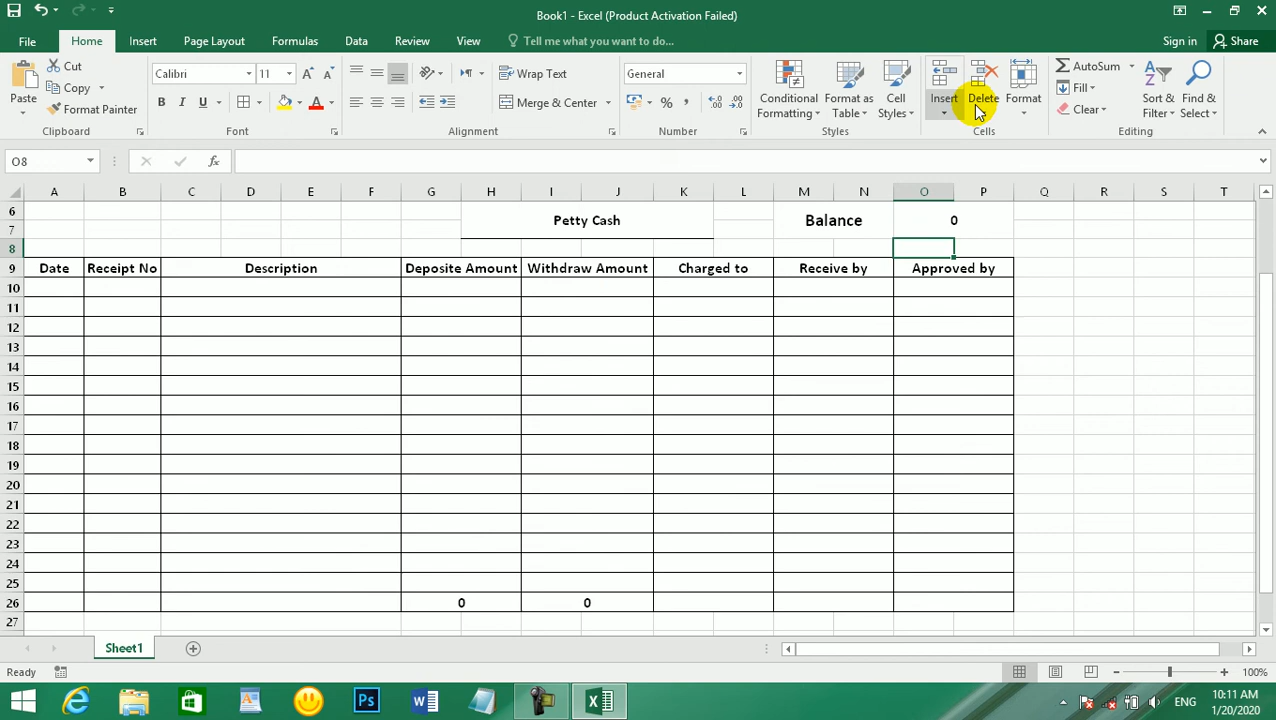 Book1 - Excel (Product Activation Failed)
File Home Insert Page Layout Formulas Data Review View Tell me what you want to do... Sign in Share
Cut
Copy
Format Painter
Paste
Clipboard
Calibri 11
B I U A
Font
Wrap Text
Merge & Center
Alignment
General
%
Number
Conditional Formatting
Format as Table
Cell Styles
Styles
Insert Delete Format
Cells
AutoSum
Fill
Clear
Sort & Filter
Find & Select
Editing
O8 fx
A B C D E F G H I J K L M N O P Q R S T
6
Petty Cash Balance 0
7
8
9 Date Receipt No Description Deposite Amount Withdraw Amount Charged to Receive by Approved by
10
11
12
13
14
15
16
17
18
19
20
21
22
23
24
25
26 0 0
27
Sheet1
Ready 100%
ENG 10:11 AM
1/20/2020